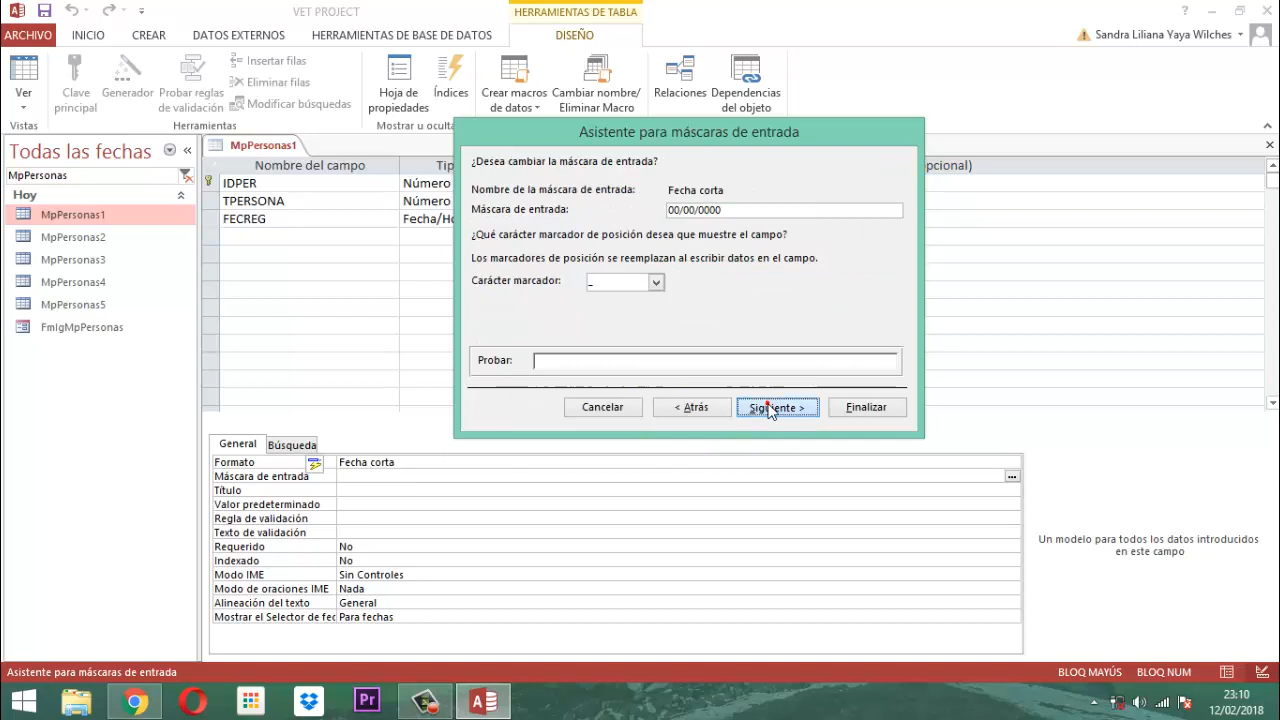 VET PROJECT
HERRAMIENTAS DE TABLA
ARCHIVO
INICIO
CREAR
DATOS EXTERNOS
HERRAMIENTAS DE BASE DE DATOS
DISEÑO
Sandra Liliana Yaya Wilches
Ver
Clave principal
Generador
Probar reglas de validación
Insertar filas
Eliminar filas
Modificar búsquedas
Hoja de propiedades
Índices
Crear macros de datos
Cambiar nombre/ Eliminar Macro
Relaciones
Dependencias del objeto
Vistas
Herramientas
Mostrar u oculta
Todas las fechas
MpPersonas
Hoy
MpPersonas1
MpPersonas2
MpPersonas3
MpPersonas4
MpPersonas5
FmIgMpPersonas
MpPersonas1
Nombre del campo
Tip
pcional)
IDPER
Número
TPERSONA
Número
FECREG
Fecha/Ho
Asistente para máscaras de entrada
¿Desea cambiar la máscara de entrada?
Nombre de la máscara de entrada: Fecha corta
Máscara de entrada: 00/00/0000
¿Qué carácter marcador de posición desea que muestre el campo?
Los marcadores de posición se reemplazan al escribir datos en el campo.
Carácter marcador: _
Probar:
Cancelar
< Atrás
Siguiente >
Finalizar
General
Búsqueda
Formato Fecha corta
Máscara de entrada ...
Título
Valor predeterminado
Regla de validación
Texto de validación
Requerido No
Indexado No
Modo IME Sin Controles
Modo de oraciones IME Nada
Alineación del texto General
Mostrar el Selector de fec Para fechas
Un modelo para todos los datos introducidos
en este campo
Asistente para máscaras de entrada
BLOQ MAYÚS
BLOQ NUM
Pr
23:10
12/02/2018